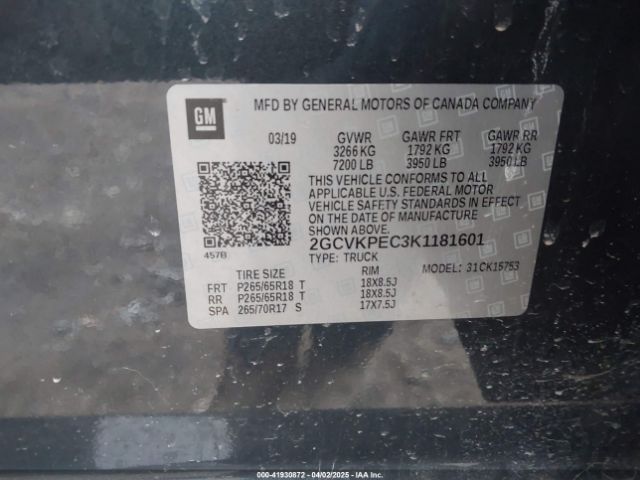 GM
MFD BY GENERAL MOTORS OF CANADA COMPANY
03/19 GVWR GAWR FRT GAWR RR
3266 KG 1792 KG 1792 KG
7200 LB 3950 LB 3950 LB
THIS VEHICLE CONFORMS TO ALL
APPLICABLE U.S. FEDERAL MOTOR
VEHICLE SAFETY STANDARDS IN EFFECT
ON THE DATE OF MANUFACTURE
SHOWN ABOVE.
457B 2GCVKPEC3K1181601
TYPE: TRUCK MODEL: 31CK15753
TIRE SIZE RIM
FRT P265/65R18 T 18X8.5J
RR P265/65R18 T 18X8.5J
SPA 265/70R17 S 17X7.5J
000-41930872 - 04/02/2025 - IAA Inc.